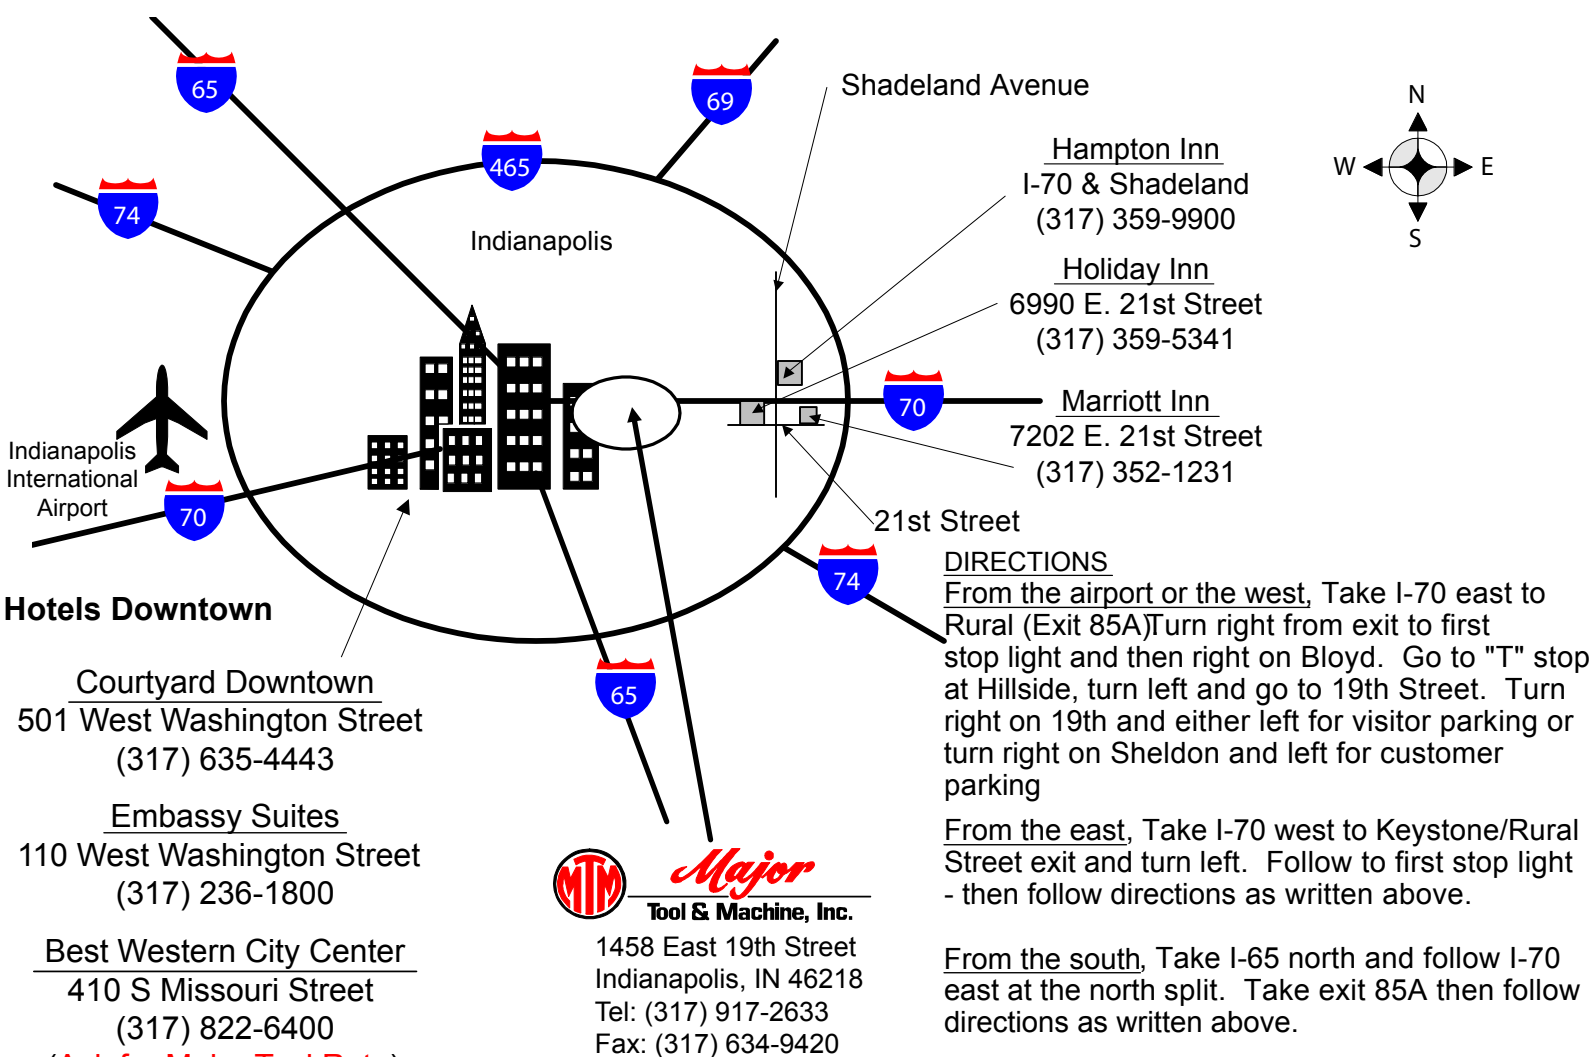 65
69
Shadeland Avenue
N
W E
S
465
Hampton Inn
I-70 & Shadeland
(317) 359-9900
74
Indianapolis
Holiday Inn
6990 E. 21st Street
(317) 359-5341
70
Marriott Inn
7202 E. 21st Street
(317) 352-1231
Indianapolis
International
Airport
70
21st Street
74
Hotels Downtown
Courtyard Downtown
501 West Washington Street
(317) 635-4443
Embassy Suites
110 West Washington Street
(317) 236-1800
Best Western City Center
410 S Missouri Street
(317) 822-6400
(Ask for Major Tool Rate)
65
MTM
Major
Tool & Machine, Inc.
1458 East 19th Street
Indianapolis, IN 46218
Tel: (317) 917-2633
Fax: (317) 634-9420
DIRECTIONS
From the airport or the west, Take I-70 east to
Rural (Exit 85A)Turn right from exit to first
stop light and then right on Bloyd. Go to "T" stop
at Hillside, turn left and go to 19th Street. Turn
right on 19th and either left for visitor parking or
turn right on Sheldon and left for customer
parking
From the east, Take I-70 west to Keystone/Rural
Street exit and turn left. Follow to first stop light
- then follow directions as written above.
From the south, Take I-65 north and follow I-70
east at the north split. Take exit 85A then follow
directions as written above.